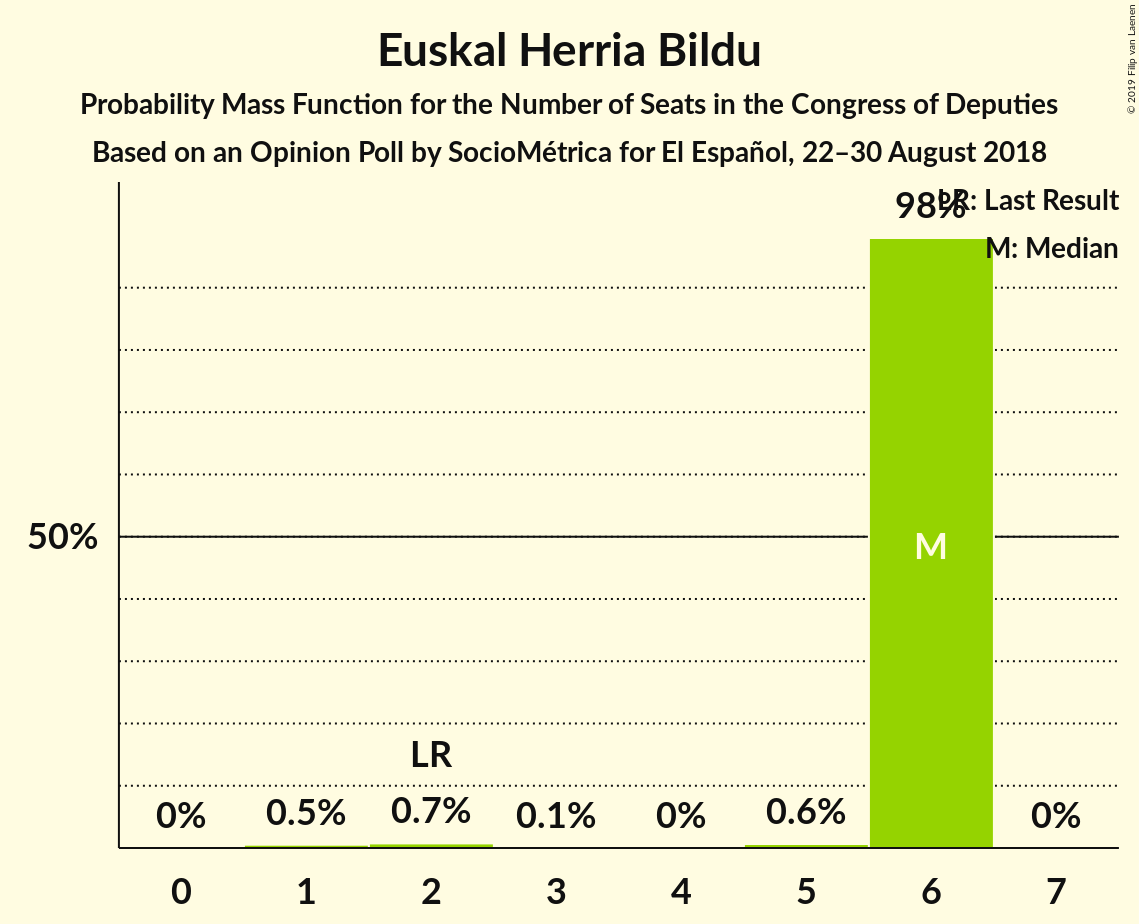 Euskal Herria Bildu
Probability Mass Function for the Number of Seats in the Congress of Deputies
Based on an Opinion Poll by SocioMétrica for El Español, 22–30 August 2018
© 2019 Filip van Laenen
98%
LR: Last Result
M: Median
50%
M
LR
0% 0.5% 0.7% 0.1% 0% 0.6% 0%
0 1 2 3 4 5 6 7